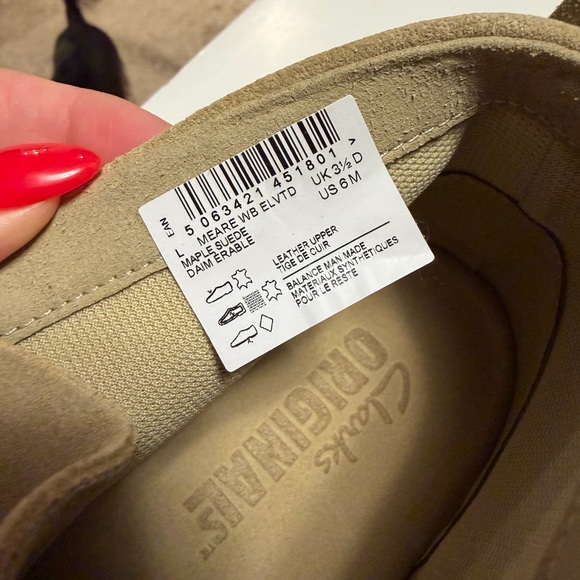 EAN
5 063421 451801 >
L MEARE WB ELVTD UK 3½ D
MAPLE SUEDE US 6 M
DAIM ERABLE
LEATHER UPPER
TIGE DE CUIR
BALANCE MAN MADE
MATERIAUX SYNTHÉTIQUES
POUR LE RESTE
Clarks
ORIGINALS